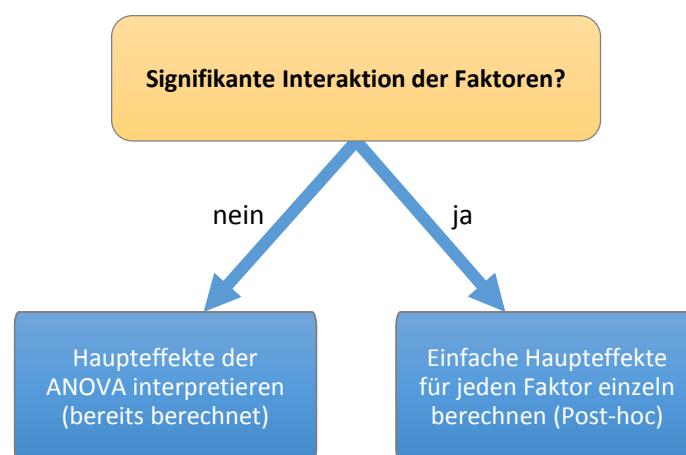 Signifikante Interaktion der Faktoren?
nein
ja
Haupteffekte der
ANOVA interpretieren
(bereits berechnet)
Einfache Haupteffekte
für jeden Faktor einzeln
berechnen (Post-hoc)